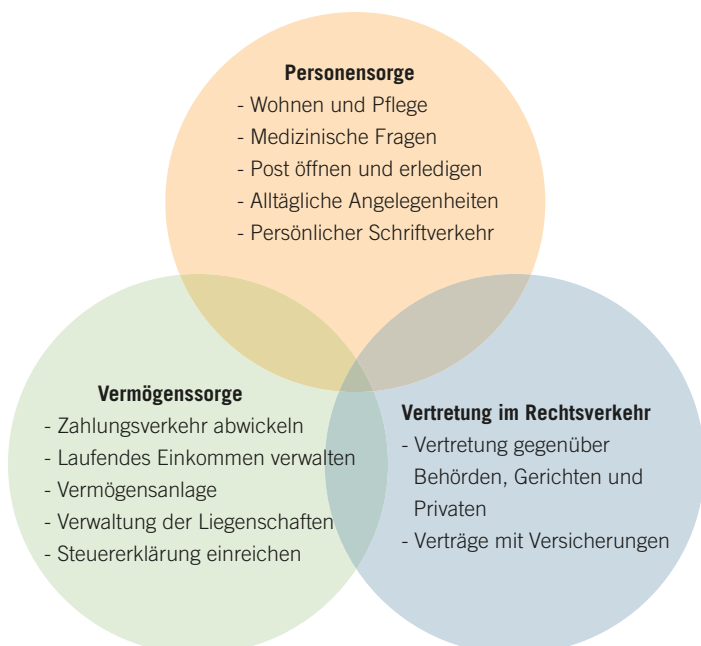 Personensorge
- Wohnen und Pflege
- Medizinische Fragen
- Post öffnen und erledigen
- Alltägliche Angelegenheiten
- Persönlicher Schriftverkehr
Vermögenssorge
- Zahlungsverkehr abwickeln
- Laufendes Einkommen verwalten
- Vermögensanlage
- Verwaltung der Liegenschaften
- Steuererklärung einreichen
Vertretung im Rechtsverkehr
- Vertretung gegenüber
Behörden, Gerichten und
Privaten
- Verträge mit Versicherungen